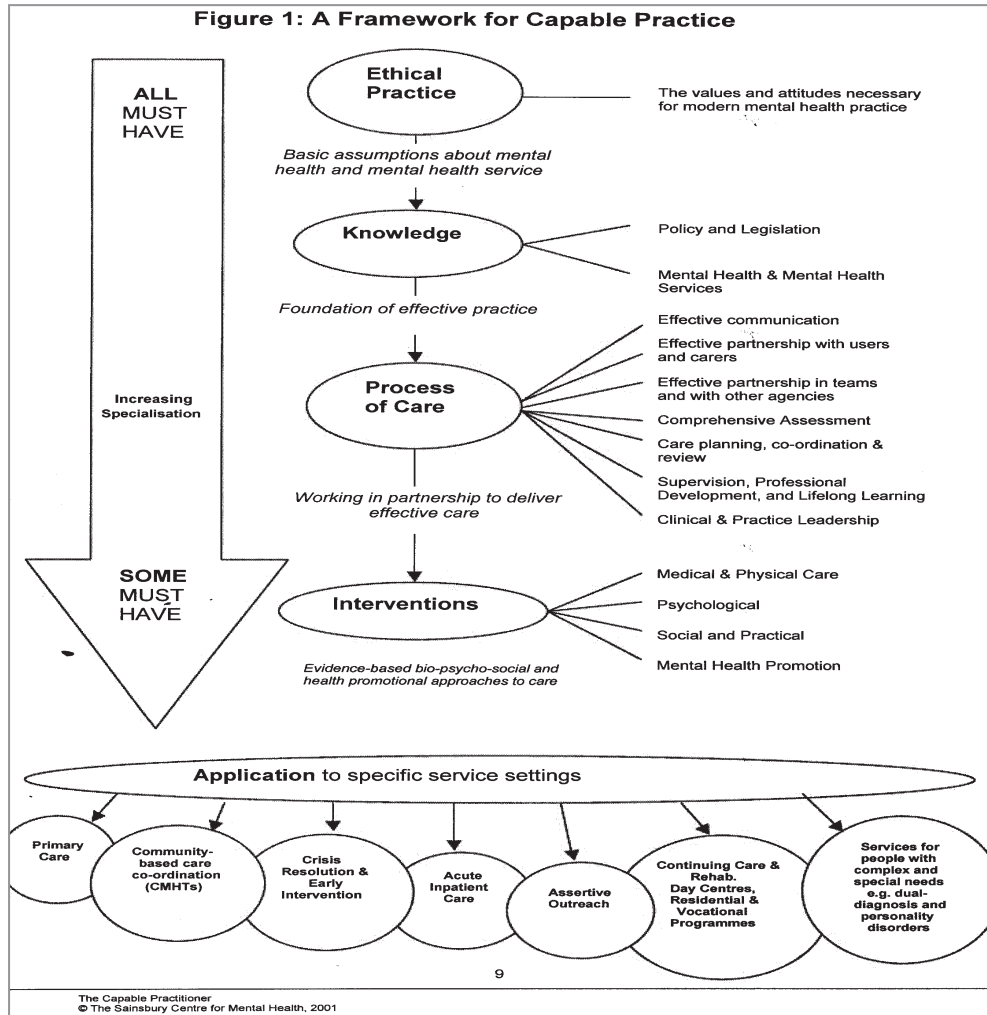 Figure 1: A Framework for Capable Practice
ALL
MUST
HAVE
Increasing
Specialisation
SOME
MUST
HAVE
Ethical
Practice
The values and attitudes necessary
for modern mental health practice
Basic assumptions about mental
health and mental health service
Knowledge
Policy and Legislation
Mental Health & Mental Health
Services
Foundation of effective practice
Process
of Care
Effective communication
Effective partnership with users
and carers
Effective partnership in teams
and with other agencies
Comprehensive Assessment
Care planning, co-ordination &
review
Supervision, Professional
Development, and Lifelong Learning
Clinical & Practice Leadership
Working in partnership to deliver
effective care
Interventions
Medical & Physical Care
Psychological
Social and Practical
Mental Health Promotion
Evidence-based bio-psycho-social and
health promotional approaches to care
Application to specific service settings
Primary
Care
Community-
based care
co-ordination
(CMHTs)
Crisis
Resolution &
Early
Intervention
Acute
Inpatient
Care
Assertive
Outreach
Continuing Care &
Rehab.
Day Centres,
Residential &
Vocational
Programmes
Services for
people with
complex and
special needs
e.g. dual-
diagnosis and
personality
disorders
9
The Capable Practitioner
© The Sainsbury Centre for Mental Health, 2001